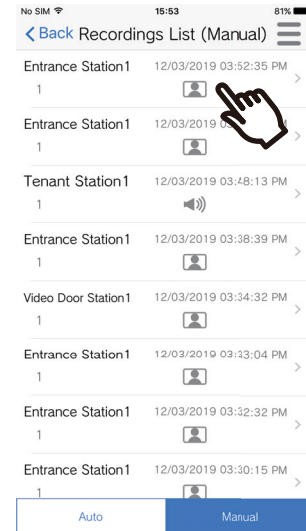 No SIM 15:53 81%
Back Recordings List (Manual)
Entrance Station1 12/03/2019 03:52:35 PM
1
Entrance Station1 12/03/2019 03:52 PM
1
Tenant Station1 12/03/2019 03:48:13 PM
1
Entrance Station1 12/03/2019 03:38:39 PM
1
Video Door Station1 12/03/2019 03:34:32 PM
1
Entrance Station1 12/03/2019 03:33:04 PM
1
Entrance Station1 12/03/2019 03:32:32 PM
1
Entrance Station1 12/03/2019 03:30:15 PM
1
Auto Manual